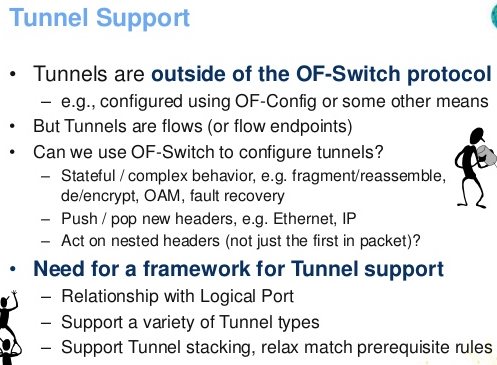 Tunnel Support
• Tunnels are outside of the OF-Switch protocol
– e.g., configured using OF-Config or some other means
• But Tunnels are flows (or flow endpoints)
• Can we use OF-Switch to configure tunnels?
– Stateful / complex behavior, e.g. fragment/reassemble,
de/encrypt, OAM, fault recovery
– Push / pop new headers, e.g. Ethernet, IP
– Act on nested headers (not just the first in packet)?
• Need for a framework for Tunnel support
– Relationship with Logical Port
– Support a variety of Tunnel types
– Support Tunnel stacking, relax match prerequisite rules